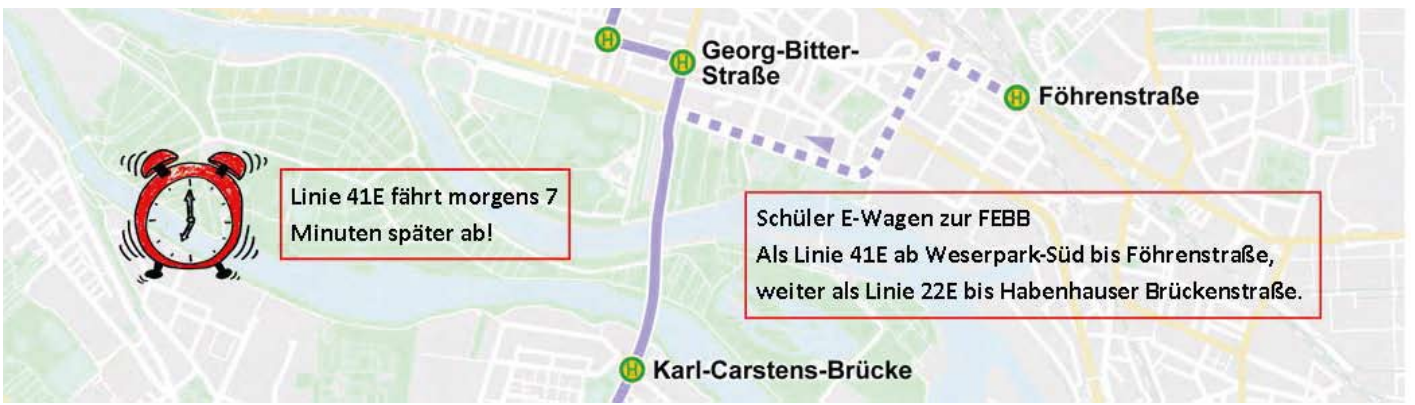 Georg-Bitter-
Straße
Föhrenstraße
Linie 41E fährt morgens 7
Minuten später ab!
Schüler E-Wagen zur FEBB
Als Linie 41E ab Weserpark-Süd bis Föhrenstraße,
weiter als Linie 22E bis Habenhauser Brückenstraße.
Karl-Carstens-Brücke
H
H
H
H